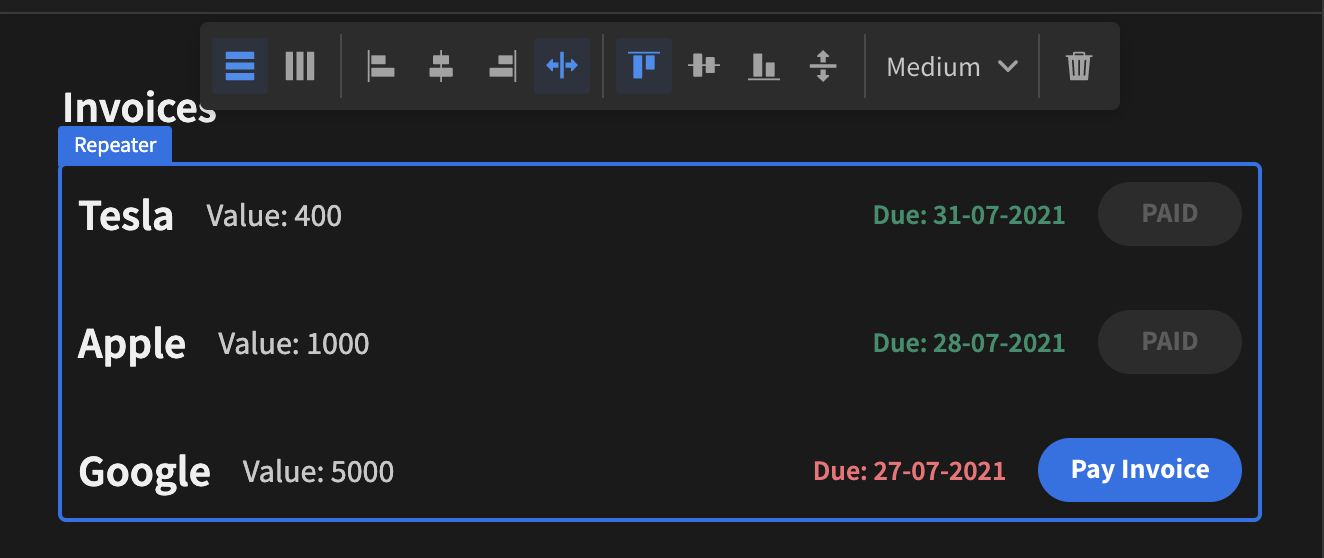 Medium
Invoices
Repeater
Tesla Value: 400 Due: 31-07-2021 PAID
Apple Value: 1000 Due: 28-07-2021 PAID
Google Value: 5000 Due: 27-07-2021 Pay Invoice